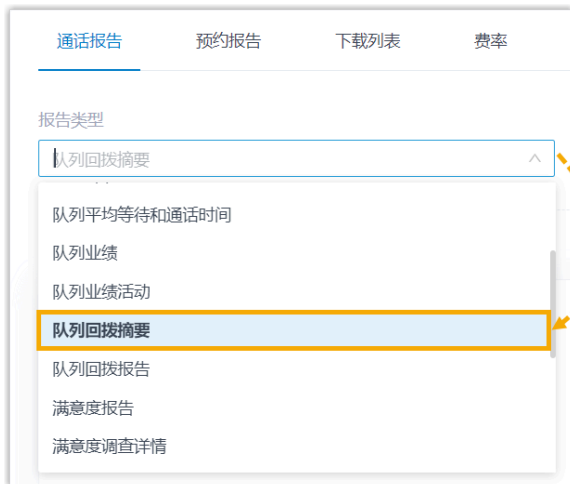 通话报告 预约报告 下载列表 费率
报告类型
队列回拨摘要
队列平均等待和通话时间
队列业绩
队列业绩活动
队列回拨摘要
队列回拨报告
满意度报告
满意度调查详情